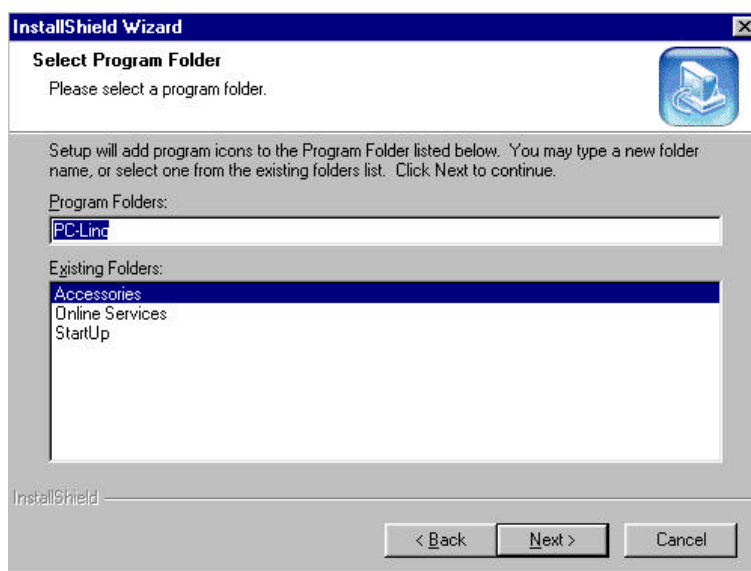 InstallShield Wizard
Select Program Folder
Please select a program folder.
Setup will add program icons to the Program Folder listed below.  You may type a new folder
name, or select one from the existing folders list.  Click Next to continue.
Program Folders:
PC-Linq
Existing Folders:
Accessories
Online Services
StartUp
InstallShield
< Back
Next >
Cancel